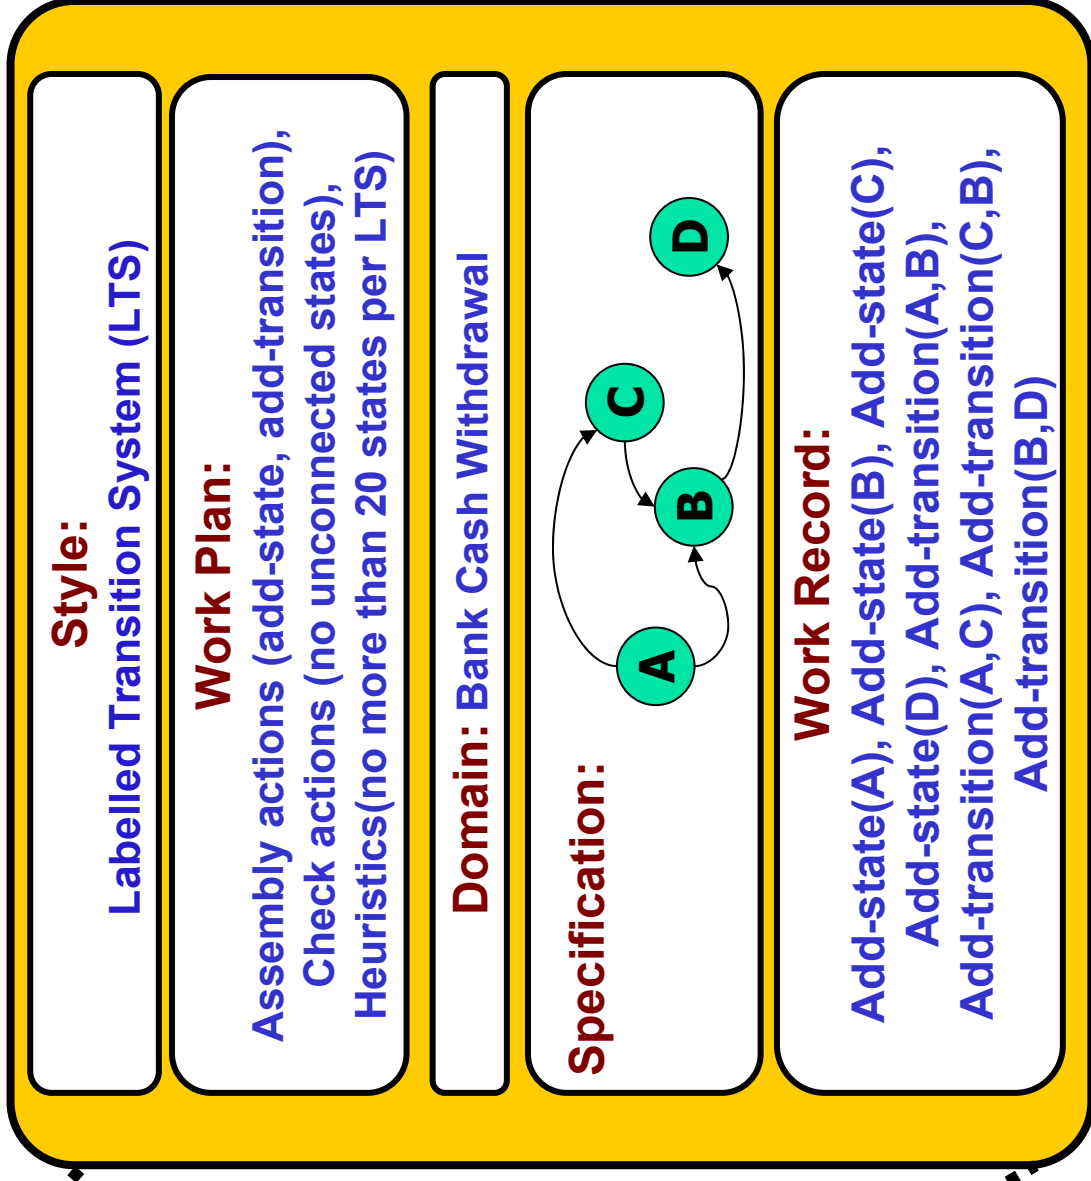 Style:
Labelled Transition System (LTS)
Work Plan:
Assembly actions (add-state, add-transition),
Check actions (no unconnected states),
Heuristics(no more than 20 states per LTS)
Domain: Bank Cash Withdrawal
Specification:
A
B
C
D
Work Record:
Add-state(A), Add-state(B), Add-state(C),
Add-state(D), Add-transition(A,B),
Add-transition(A,C), Add-transition(C,B),
Add-transition(B,D)